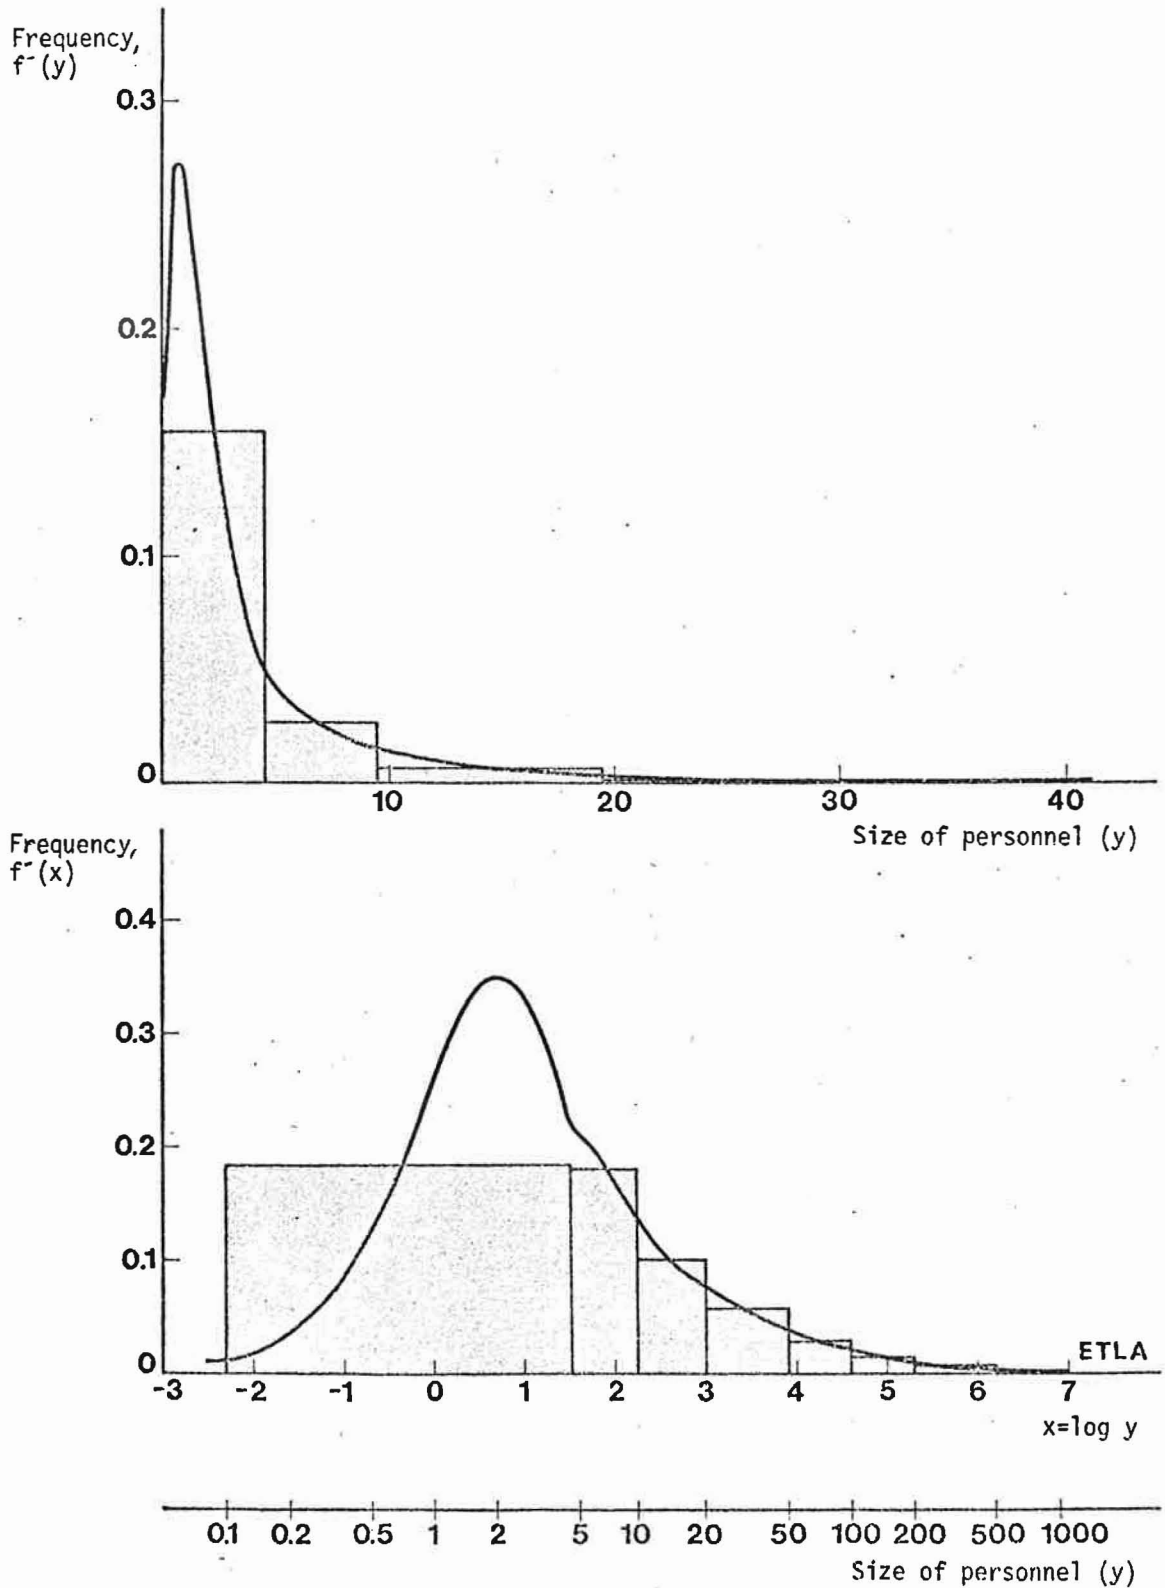 Frequency,
f⁻(y)
0.3
0.2
0.1
0
10 20 30 40
Size of personnel (y)
Frequency,
f⁻(x)
0.4
0.3
0.2
0.1
0
ETLA
-3 -2 -1 0 1 2 3 4 5 6 7
x=log y
0.1 0.2 0.5 1 2 5 10 20 50 100 200 500 1000
Size of personnel (y)